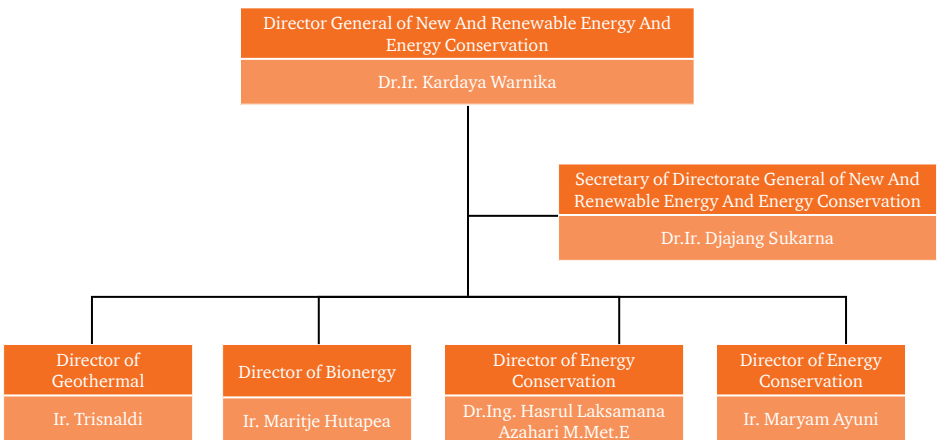 Director General of New And Renewable Energy And
Energy Conservation
Dr.Ir. Kardaya Warnika
Secretary of Directorate General of New And
Renewable Energy And Energy Conservation
Dr.Ir. Djajang Sukarna
Director of
Geothermal
Ir. Trisnaldi
Director of Bionergy
Ir. Maritje Hutapea
Director of Energy
Conservation
Dr.Ing. Hasrul Laksamana
Azahari M.Met.E
Director of Energy
Conservation
Ir. Maryam Ayuni